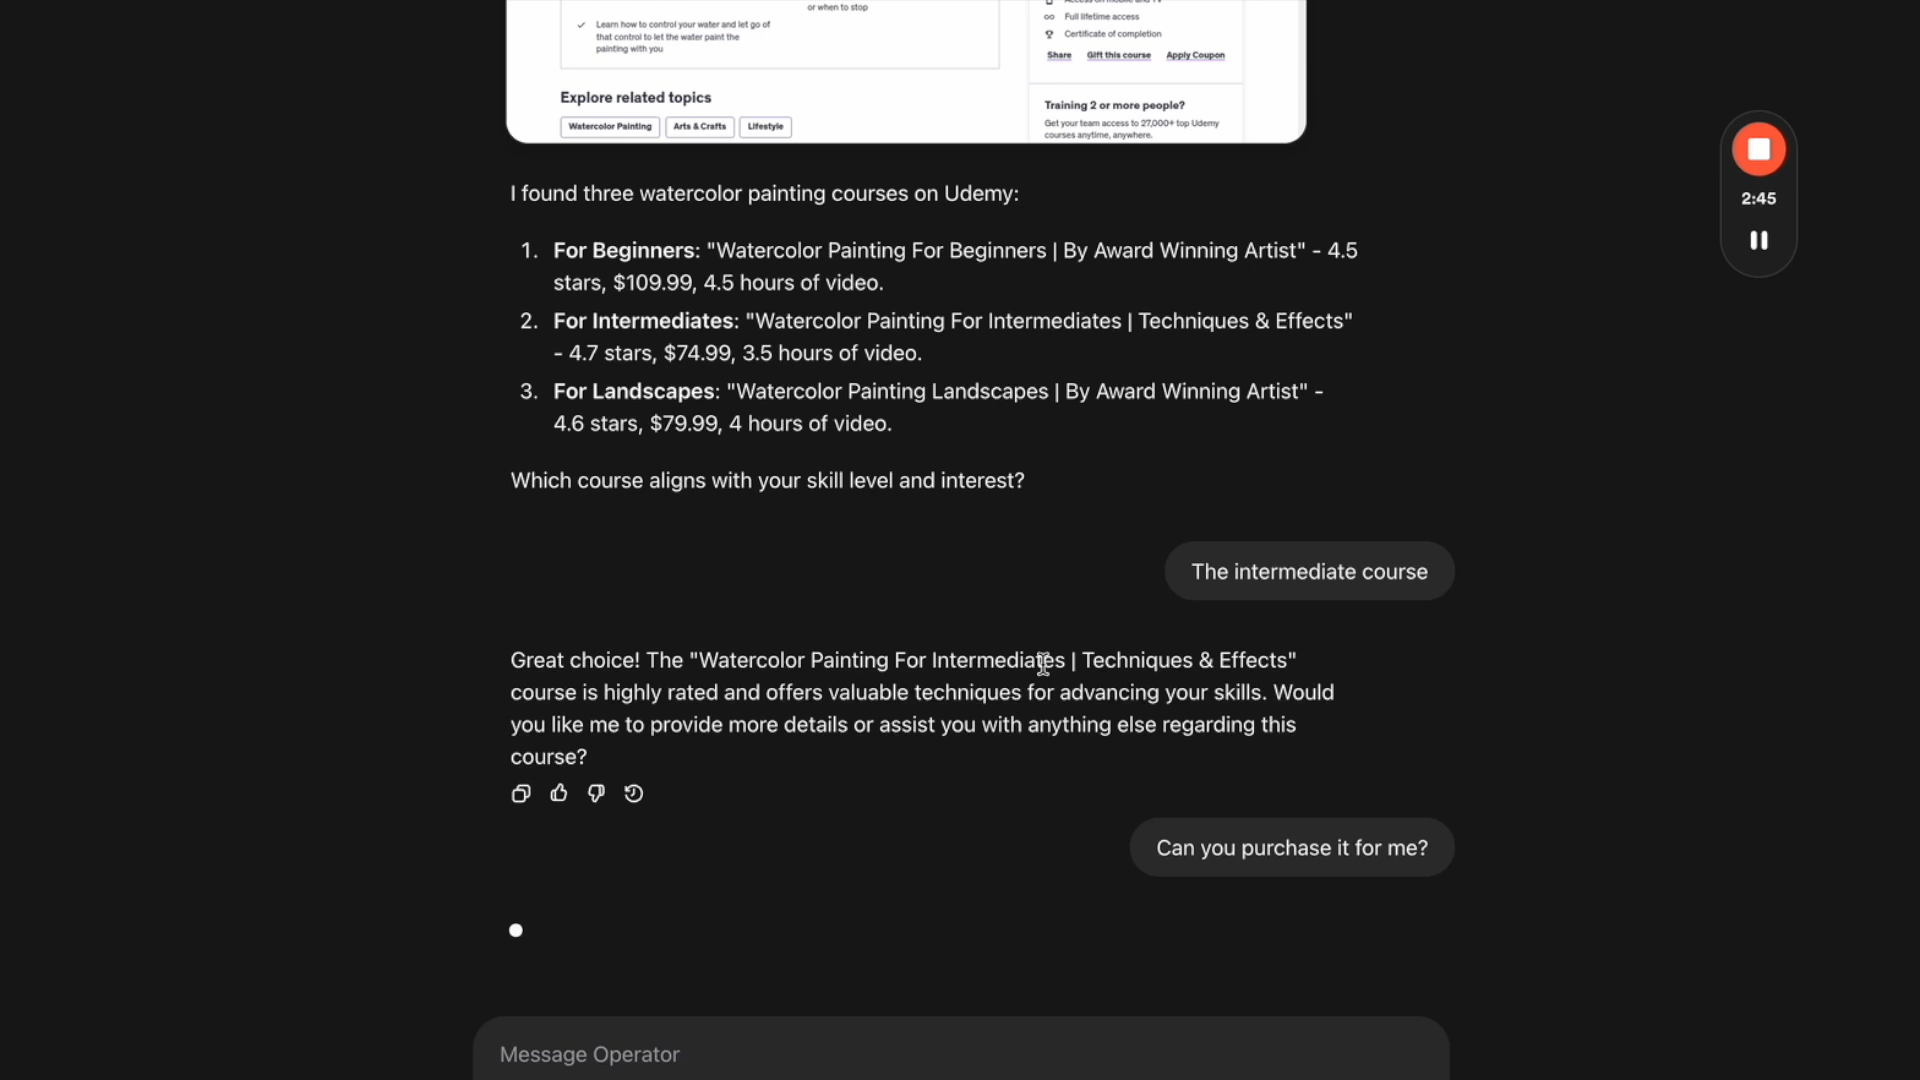 or when to stop
Learn how to control your water and let go of
that control to let the water paint the
painting with you
Explore related topics
Watercolor Painting
Arts & Crafts
Lifestyle
Full lifetime access
Certificate of completion
Share
Gift this course
Apply Coupon
Training 2 or more people?
Get your team access to 27,000+ top Udemy
courses anytime, anywhere.
2:45
I found three watercolor painting courses on Udemy:
1. For Beginners: "Watercolor Painting For Beginners | By Award Winning Artist" - 4.5
stars, $109.99, 4.5 hours of video.
2. For Intermediates: "Watercolor Painting For Intermediates | Techniques & Effects"
- 4.7 stars, $74.99, 3.5 hours of video.
3. For Landscapes: "Watercolor Painting Landscapes | By Award Winning Artist" -
4.6 stars, $79.99, 4 hours of video.
Which course aligns with your skill level and interest?
The intermediate course
Great choice! The "Watercolor Painting For Intermediates | Techniques & Effects"
course is highly rated and offers valuable techniques for advancing your skills. Would
you like me to provide more details or assist you with anything else regarding this
course?
Can you purchase it for me?
Message Operator